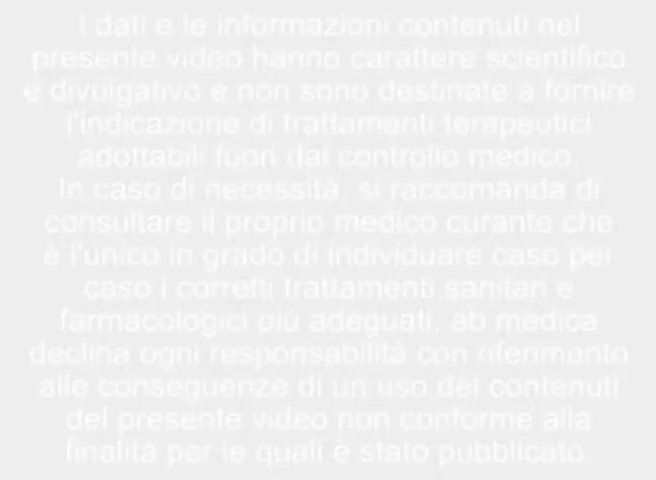 I dati e le informazioni contenuti nel
presente video hanno carattere scientifico
e divulgativo e non sono destinate a fornire
l'indicazione di trattamenti terapeutici
adottabili fuori dal controllo medico.
In caso di necessità, si raccomanda di
consultare il proprio medico curante che
è l'unico in grado di individuare caso per
caso i corretti trattamenti sanitari e
farmacologici più adeguati. ab medica
declina ogni responsabilità con riferimento
alle conseguenze di un uso dei contenuti
del presente video non conforme alla
finalità per le quali è stato pubblicato.